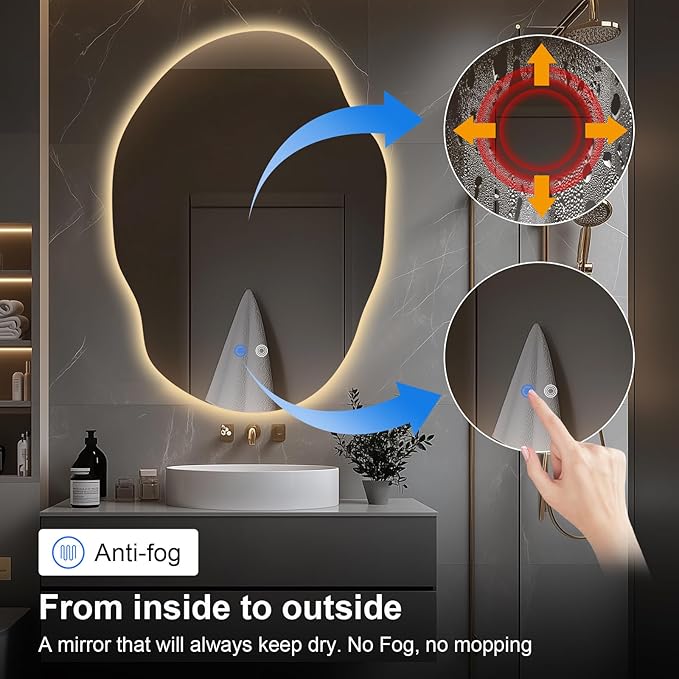 Anti-fog
From inside to outside
A mirror that will always keep dry. No Fog, no mopping